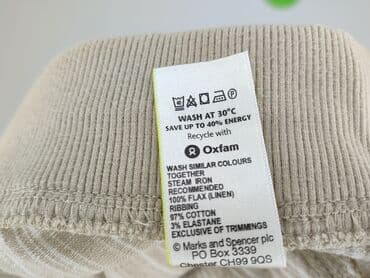 WASH AT 30°C
SAVE UP TO 40% ENERGY
Recycle with
Oxfam
WASH SIMILAR COLOURS
TOGETHER
STEAM IRON
RECOMMENDED
100% FLAX (LINEN)
RIBBING
97% COTTON
3% ELASTANE
EXCLUSIVE OF TRIMMINGS
© Marks and Spencer plc
PO Box 3339
Chester CH99 9QS